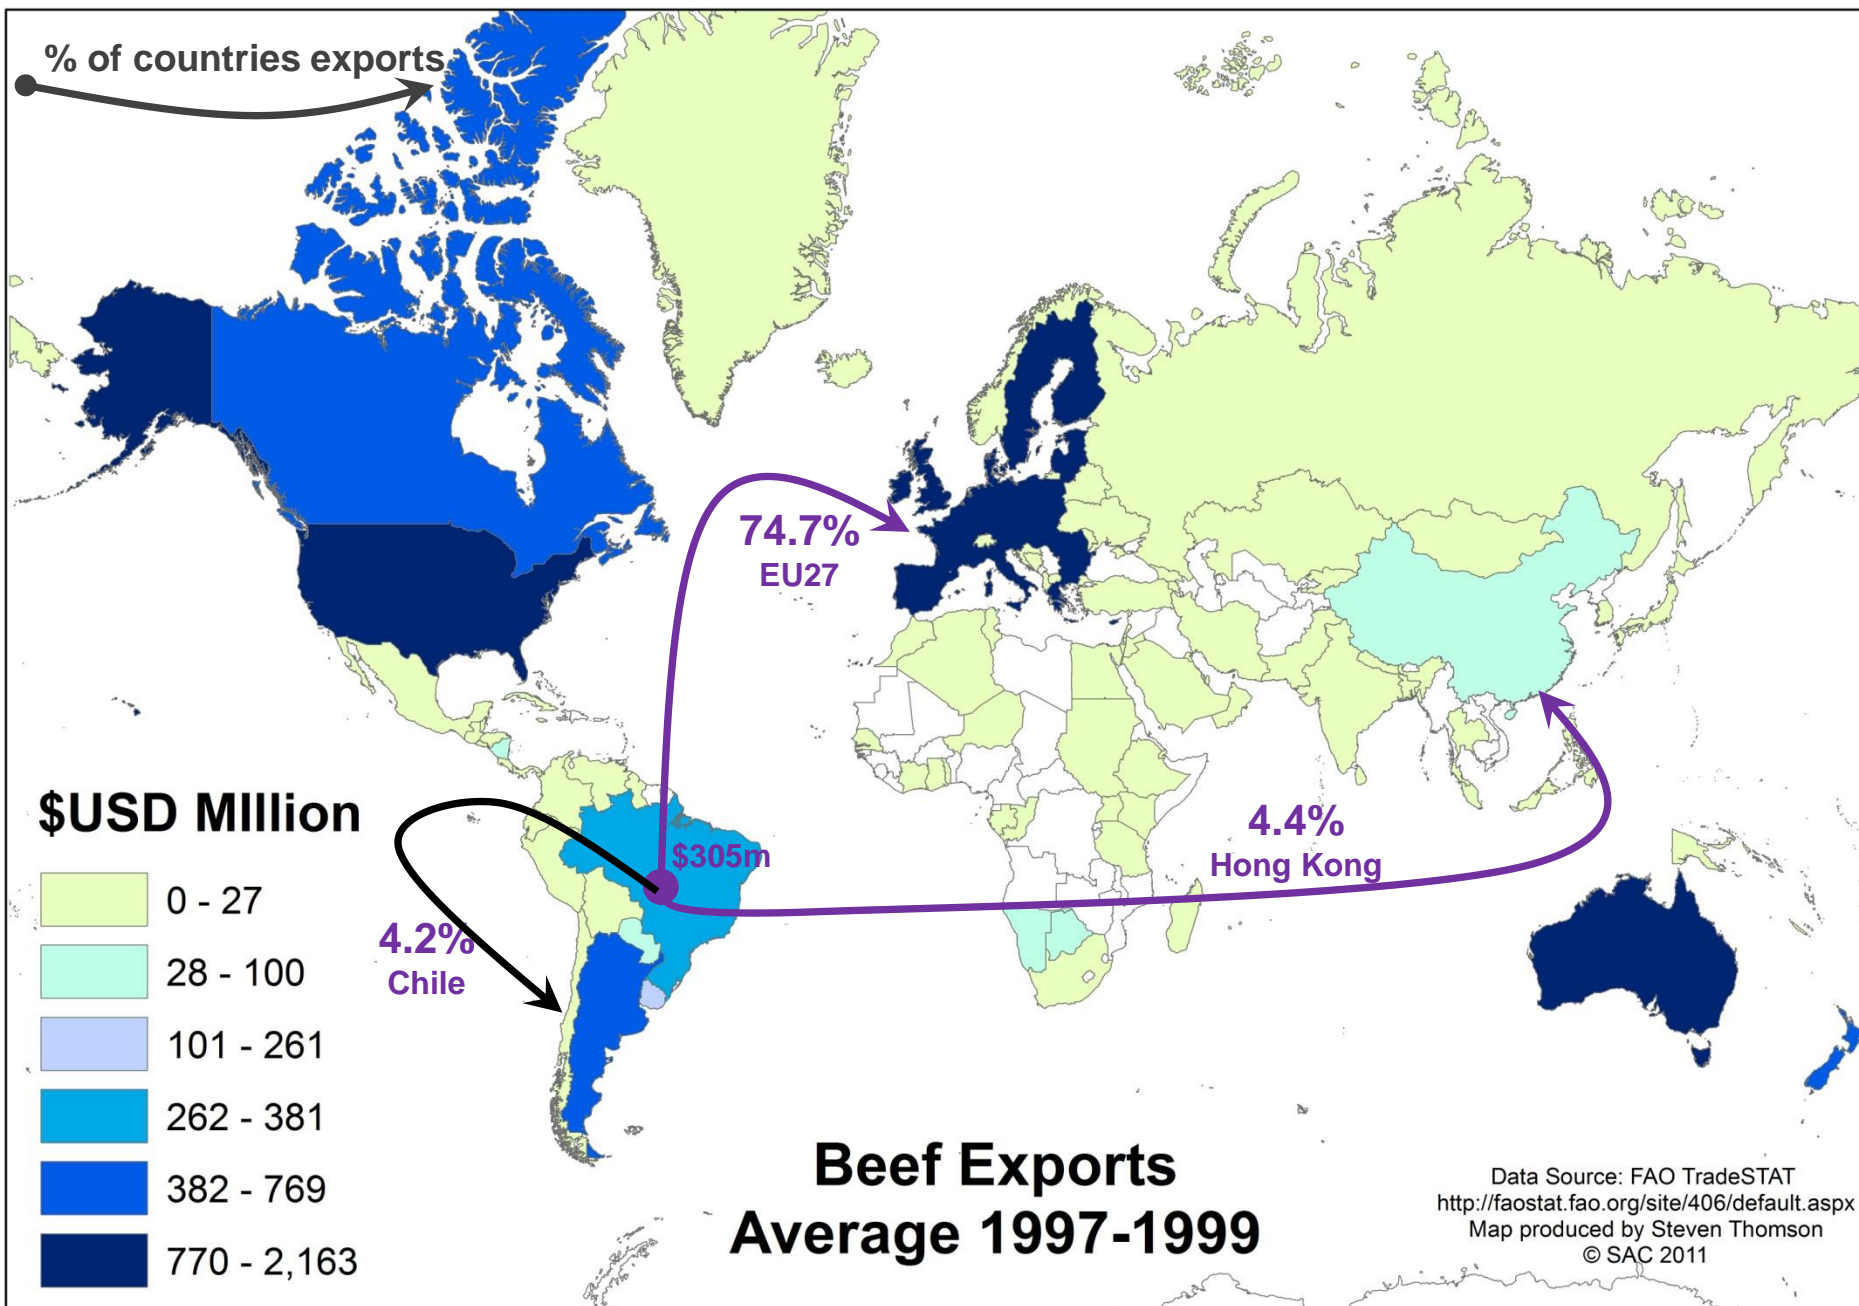 % of countries exports
74.7%
EU27
$USD MIllion
$305m
4.4%
Hong Kong
0 - 27
4.2%
Chile
28 - 100
101 - 261
262 - 381
382 - 769
770 - 2,163
Beef Exports
Average 1997-1999
Data Source: FAO TradeSTAT
http://faostat.fao.org/site/406/default.aspx
Map produced by Steven Thomson
© SAC 2011